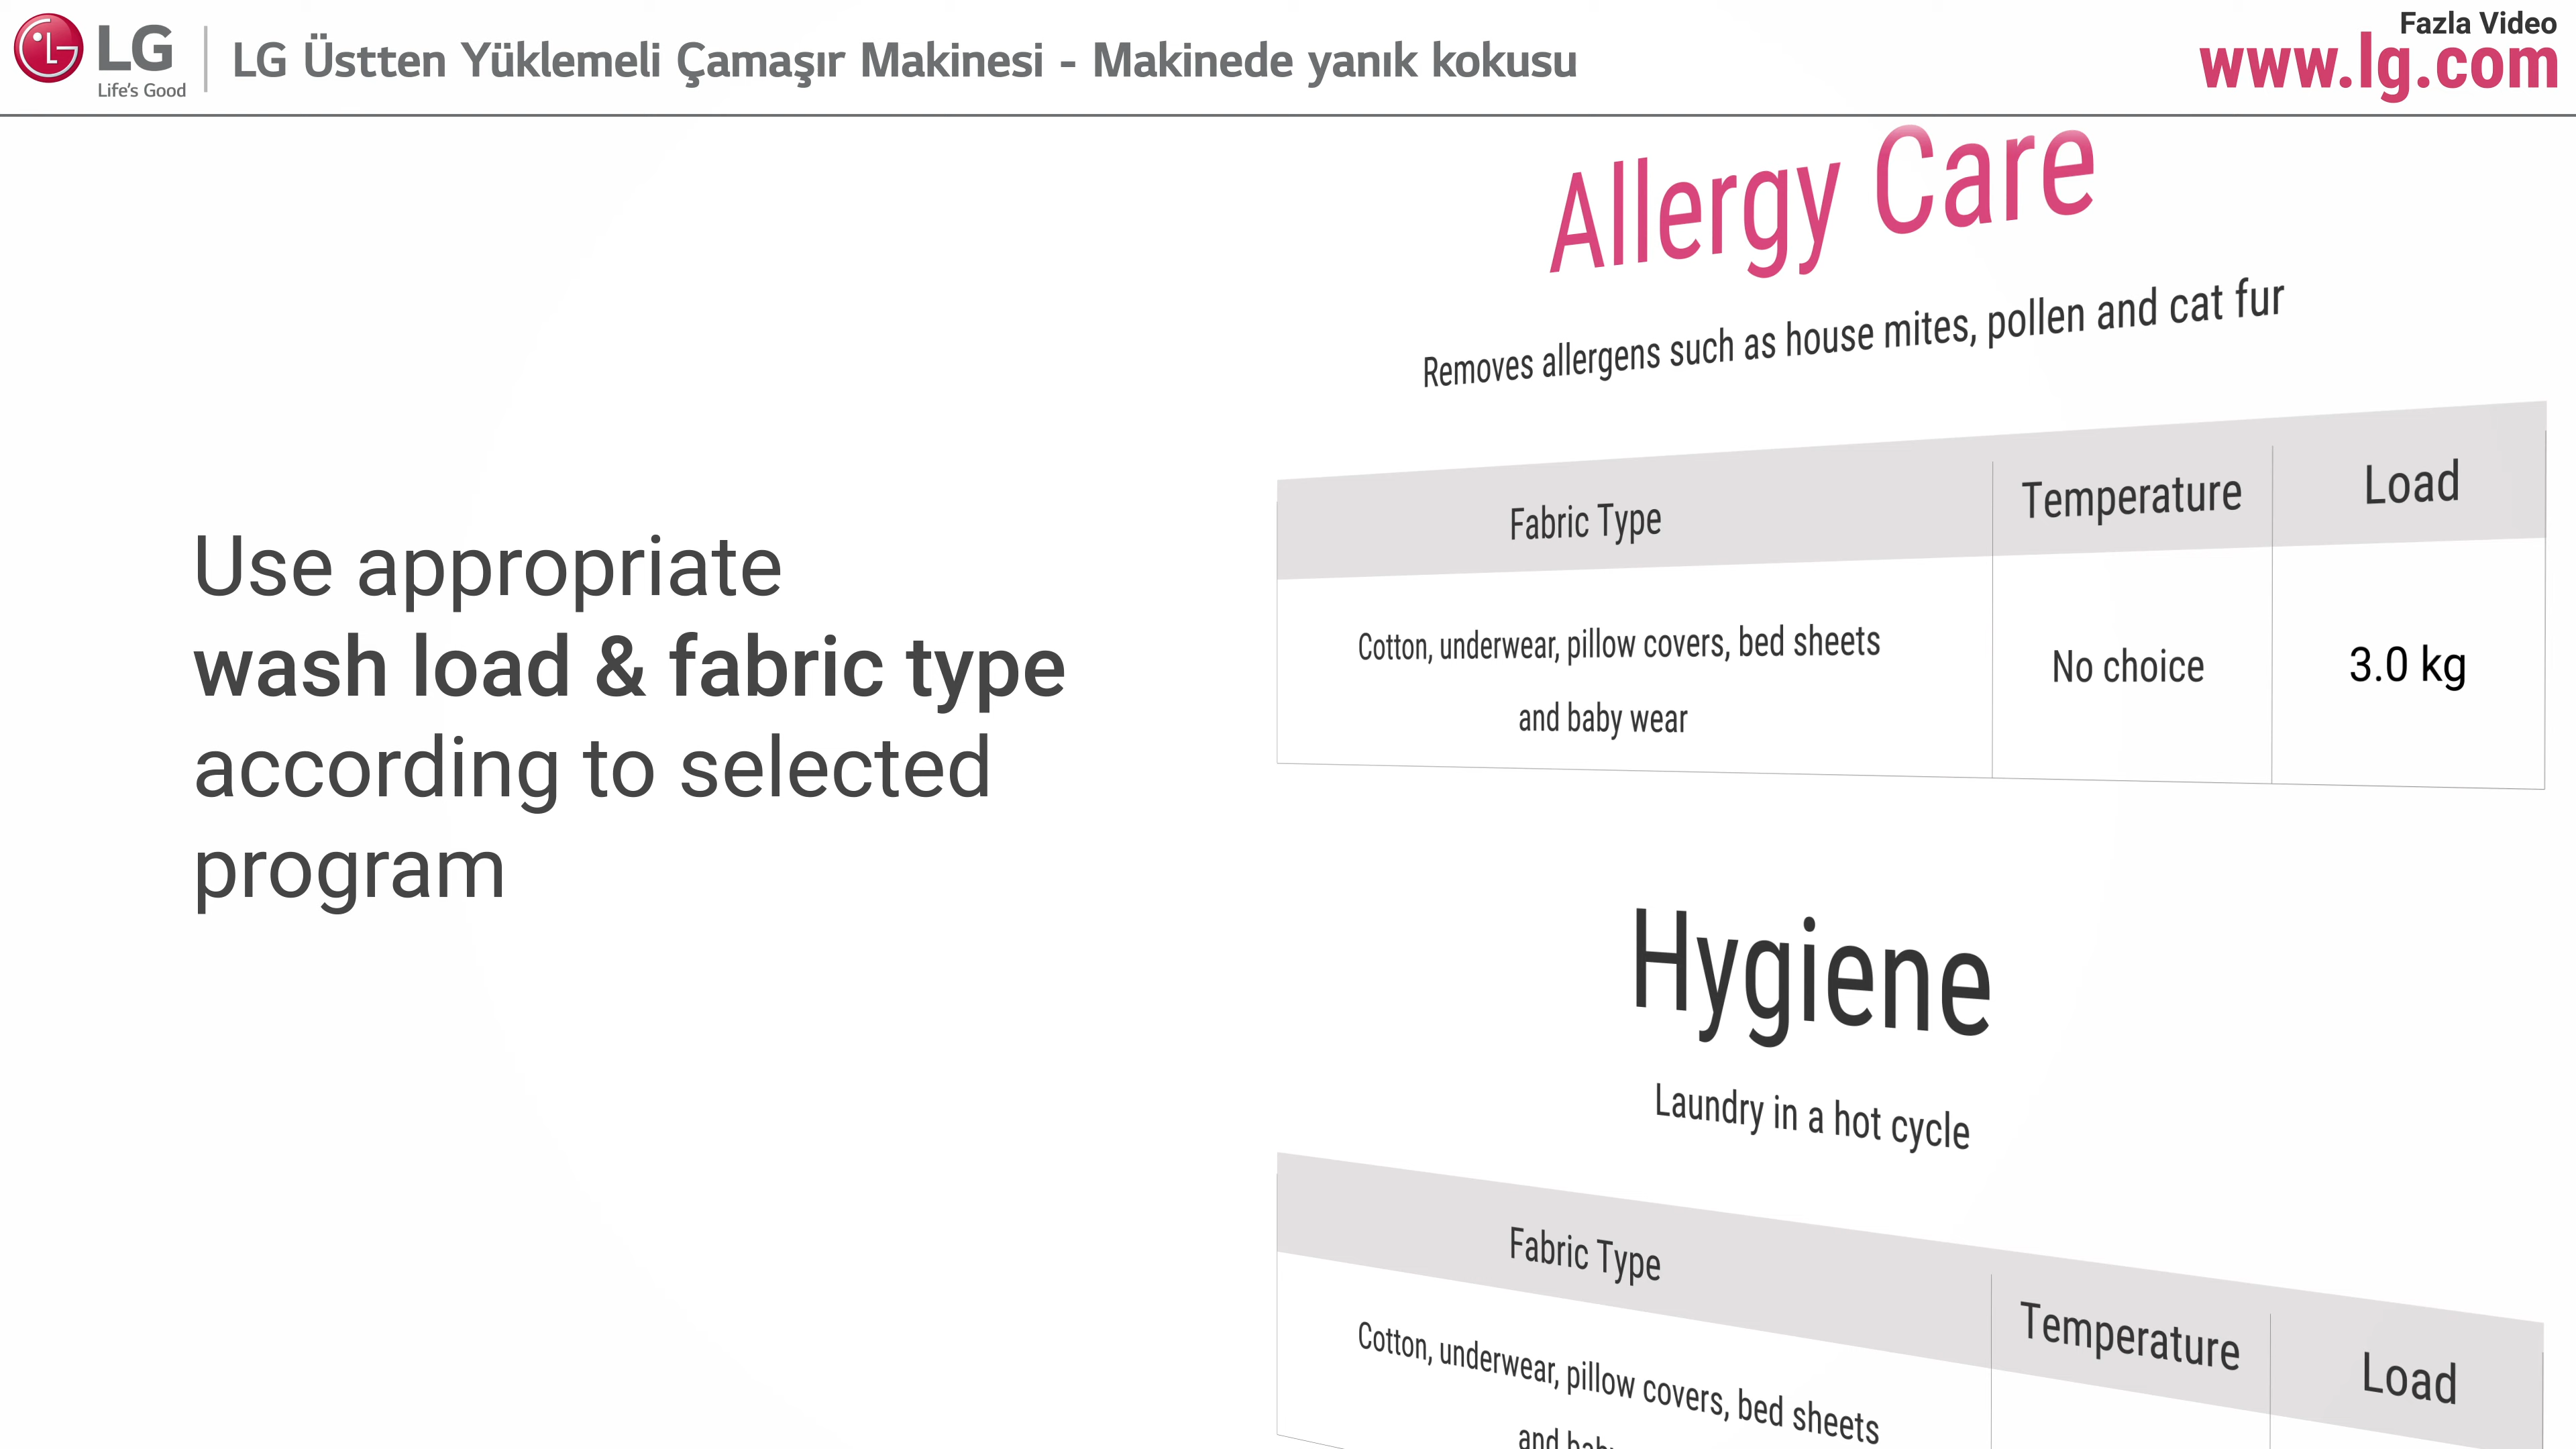 LG
Life's Good
LG Üstten Yüklemeli Çamaşır Makinesi - Makinede yanık kokusu
Fazla Video
www.lg.com
Use appropriate
wash load & fabric type
according to selected
program
Allergy Care
Removes allergens such as house mites, pollen and cat fur
Fabric Type Temperature Load
Cotton, underwear, pillow covers, bed sheets
and baby wear
No choice 3.0 kg
Hygiene
Laundry in a hot cycle
Fabric Type Temperature Load
Cotton, underwear, pillow covers, bed sheets
and